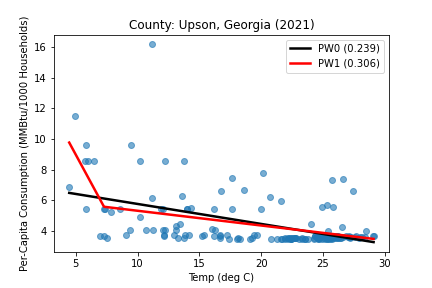 County: Upson, Georgia (2021)
Per-Capita Consumption (MMBtu/1000 Households)
16
14
12
10
8
6
4
PW0 (0.239)
PW1 (0.306)
5 10 15 20 25 30
Temp (deg C)